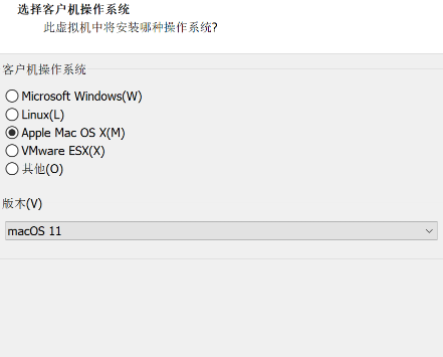 选择客户机操作系统
此虚拟机中将安装哪种操作系统?
客户机操作系统
Microsoft Windows(W)
Linux(L)
Apple Mac OS X(M)
VMware ESX(X)
其他(O)
版本(V)
macOS 11